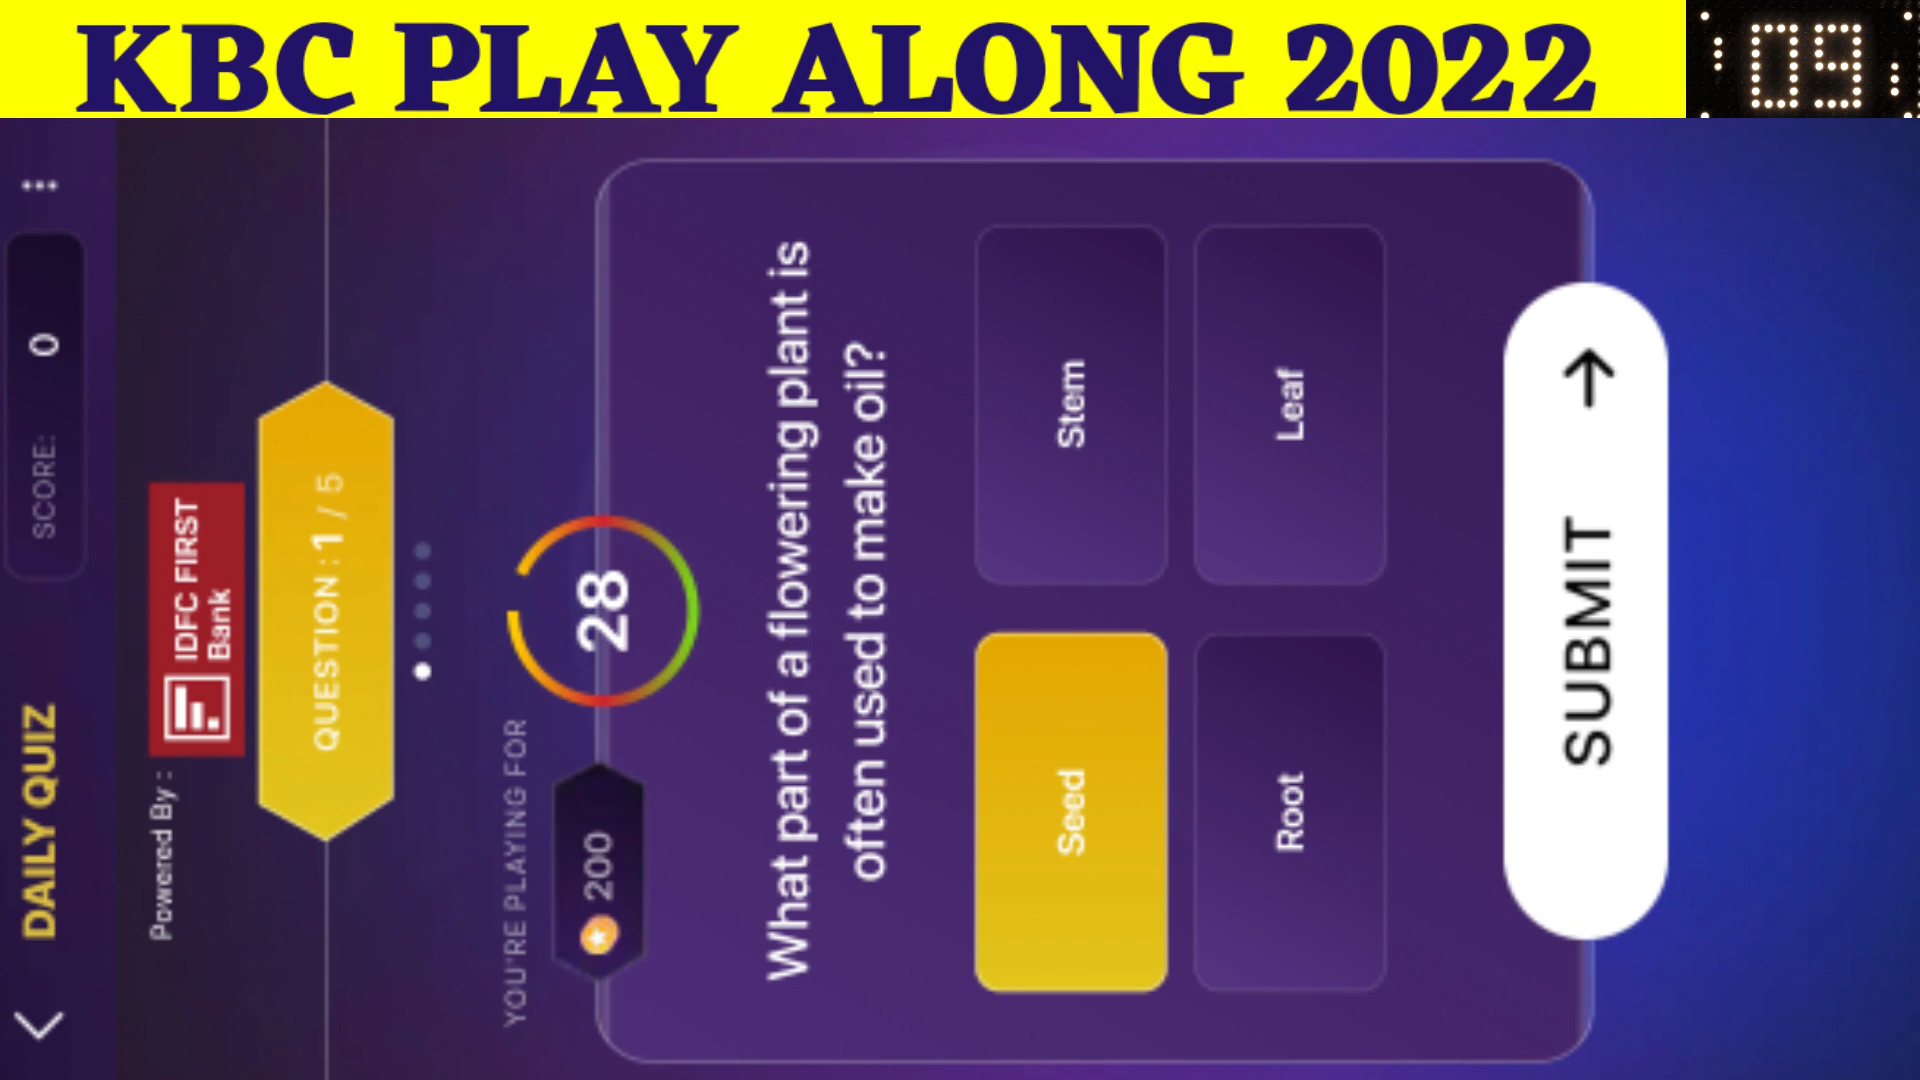 KBC PLAY ALONG 2022
09
DAILY QUIZ
SCORE: 0
Powered By :
IDFC FIRST
Bank
QUESTION : 1 / 5
YOU'RE PLAYING FOR
200
28
What part of a flowering plant is
often used to make oil?
Seed
Stem
Root
Leaf
SUBMIT